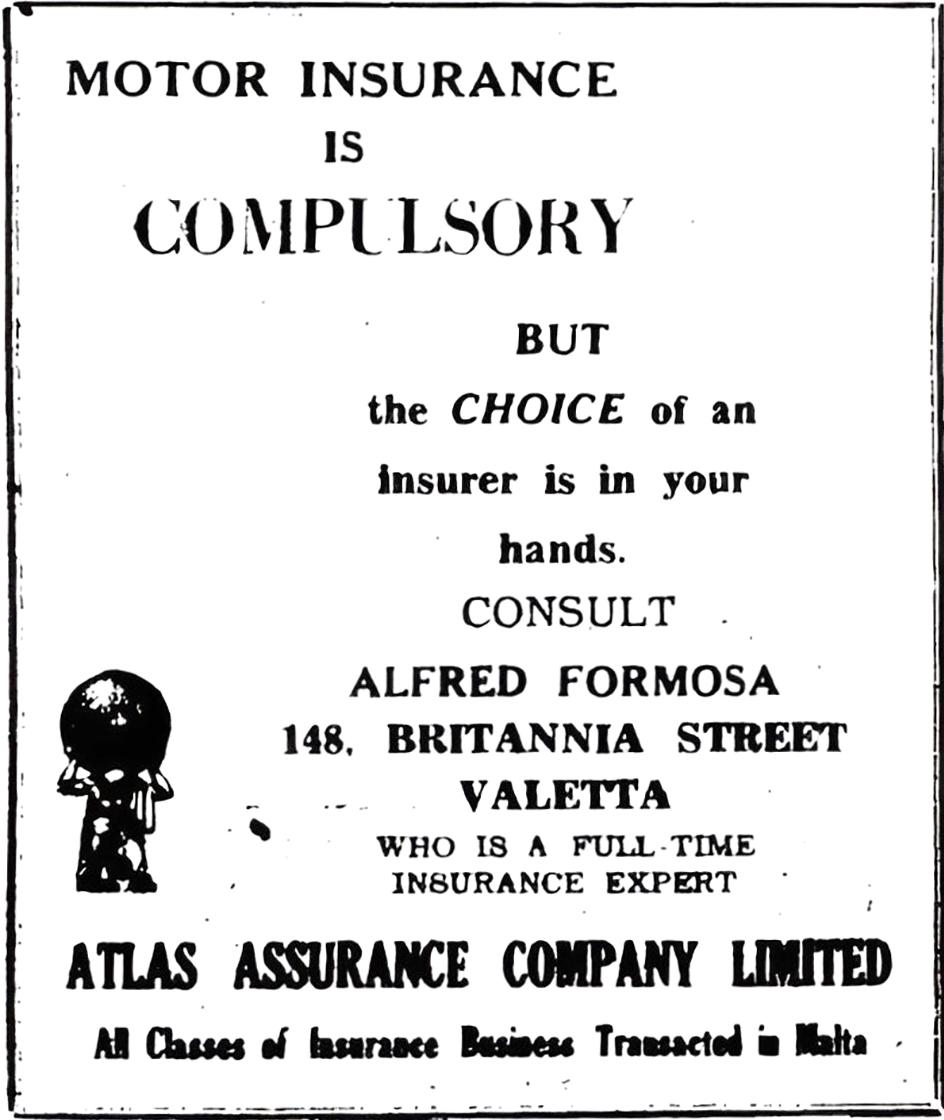 MOTOR INSURANCE
IS
COMPULSORY
BUT
the CHOICE of an
insurer is in your
hands.
CONSULT
ALFRED FORMOSA
148, BRITANNIA STREET
VALETTA
WHO IS A FULL-TIME
INSURANCE EXPERT
ATLAS ASSURANCE COMPANY LIMITED
All Classes of Insurance Business Transacted in Malta